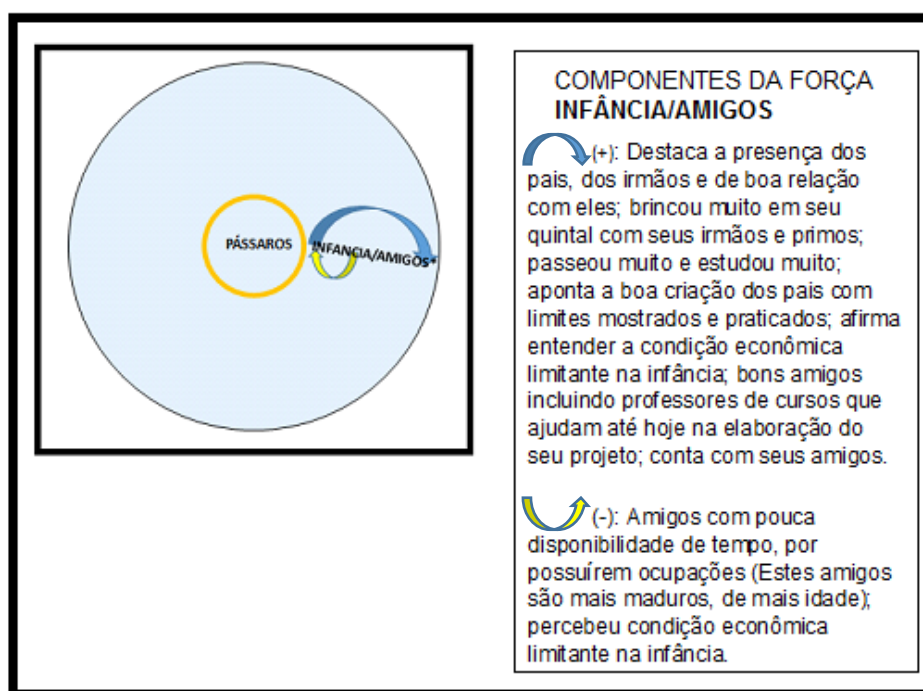 PÁSSAROS
INFANCIA/AMIGOS*
COMPONENTES DA FORÇA
INFÂNCIA/AMIGOS
(+): Destaca a presença dos
pais, dos irmãos e de boa relação
com eles; brincou muito em seu
quintal com seus irmãos e primos;
passeou muito e estudou muito;
aponta a boa criação dos pais com
limites mostrados e praticados; afirma
entender a condição econômica
limitante na infância; bons amigos
incluindo professores de cursos que
ajudam até hoje na elaboração do
seu projeto; conta com seus amigos.
(-): Amigos com pouca
disponibilidade de tempo, por
possuírem ocupações (Estes amigos
são mais maduros, de mais idade);
percebeu condição econômica
limitante na infância.